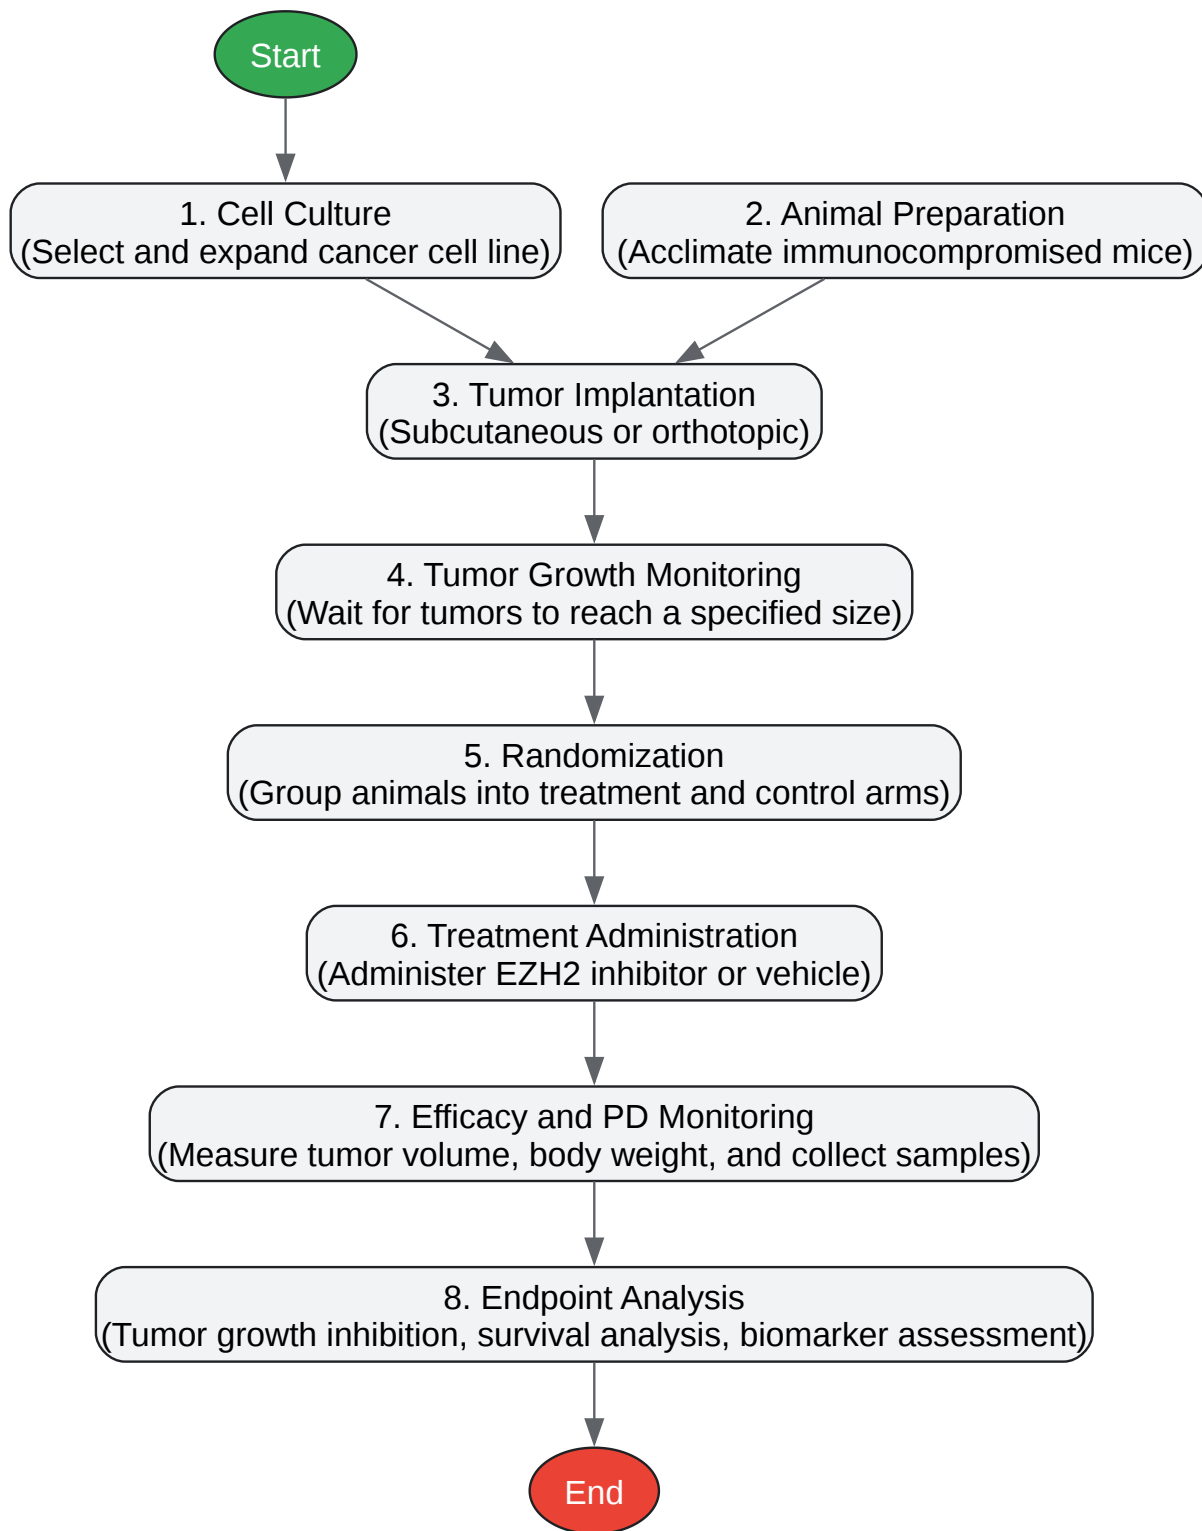 Start
1. Cell Culture
(Select and expand cancer cell line)
2. Animal Preparation
(Acclimate immunocompromised mice)
3. Tumor Implantation
(Subcutaneous or orthotopic)
4. Tumor Growth Monitoring
(Wait for tumors to reach a specified size)
5. Randomization
(Group animals into treatment and control arms)
6. Treatment Administration
(Administer EZH2 inhibitor or vehicle)
7. Efficacy and PD Monitoring
(Measure tumor volume, body weight, and collect samples)
8. Endpoint Analysis
(Tumor growth inhibition, survival analysis, biomarker assessment)
End